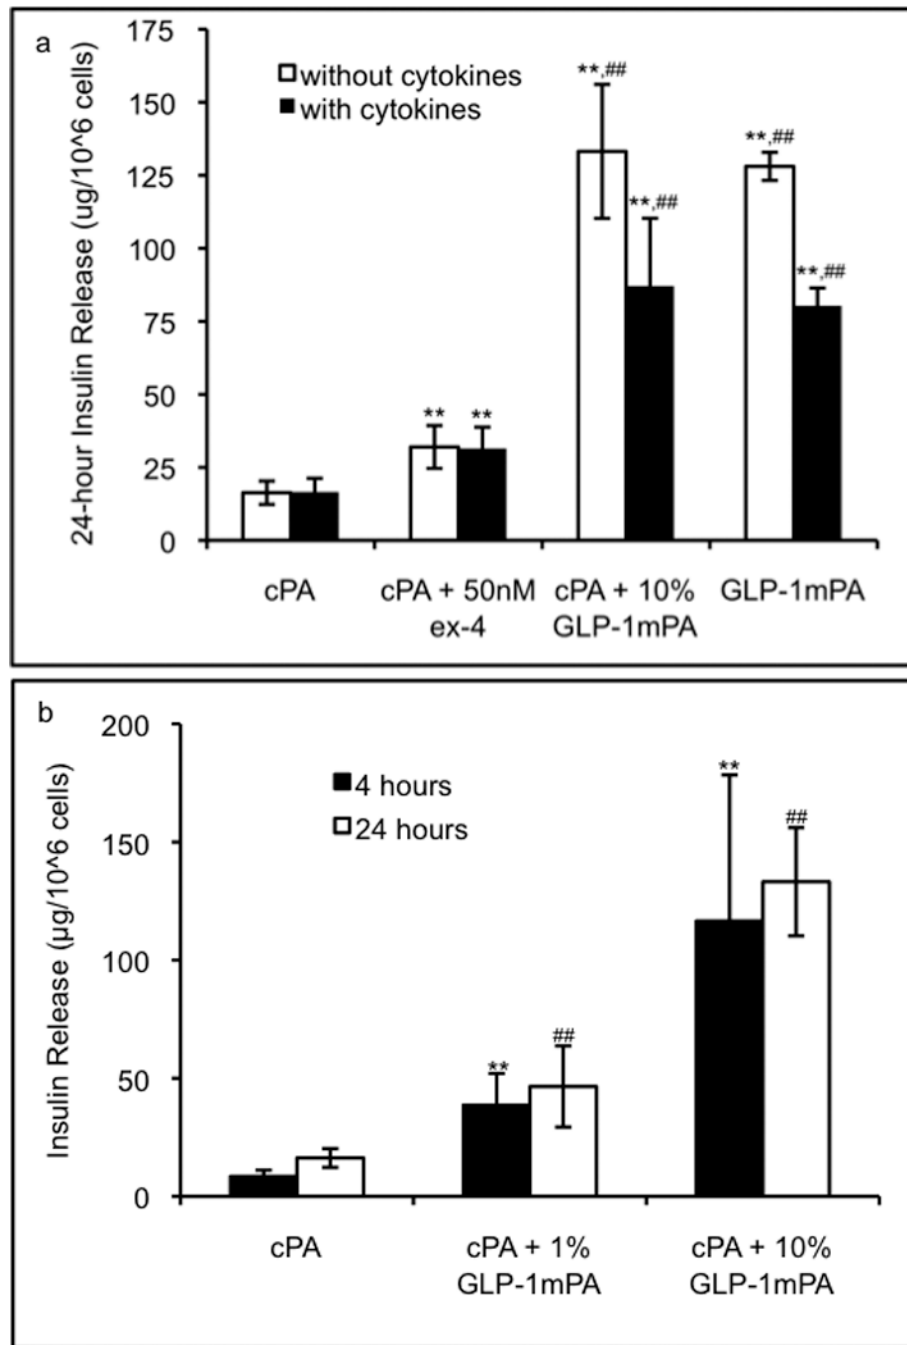 a
175
150
125
100
75
50
25
0
24-hour Insulin Release (ug/10^6 cells)
without cytokines
with cytokines
**,##
**,##
**,##
**,##
**
**
cPA
cPA + 50nM
ex-4
cPA + 10%
GLP-1mPA
GLP-1mPA
b
200
150
100
50
0
Insulin Release (µg/10^6 cells)
4 hours
24 hours
**
##
**
##
cPA
cPA + 1%
GLP-1mPA
cPA + 10%
GLP-1mPA